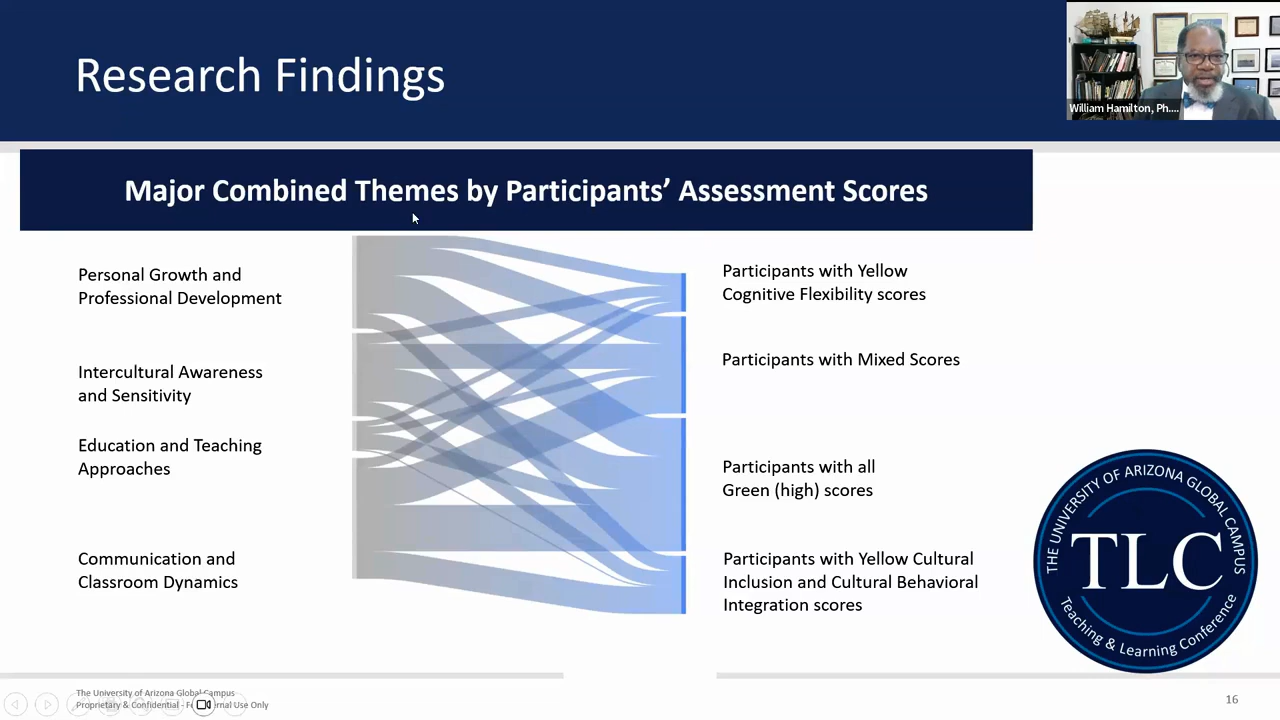 Research Findings
William Hamilton, Ph....
Major Combined Themes by Participants' Assessment Scores
Personal Growth and
Professional Development
Intercultural Awareness
and Sensitivity
Education and Teaching
Approaches
Communication and
Classroom Dynamics
Participants with Yellow
Cognitive Flexibility scores
Participants with Mixed Scores
Participants with all
Green (high) scores
Participants with Yellow Cultural
Inclusion and Cultural Behavioral
Integration scores
THE UNIVERSITY OF ARIZONA GLOBAL CAMPUS
TLC
Teaching & Learning Conference
The University of Arizona Global Campus
Proprietary & Confidential - F rnal Use Only
16